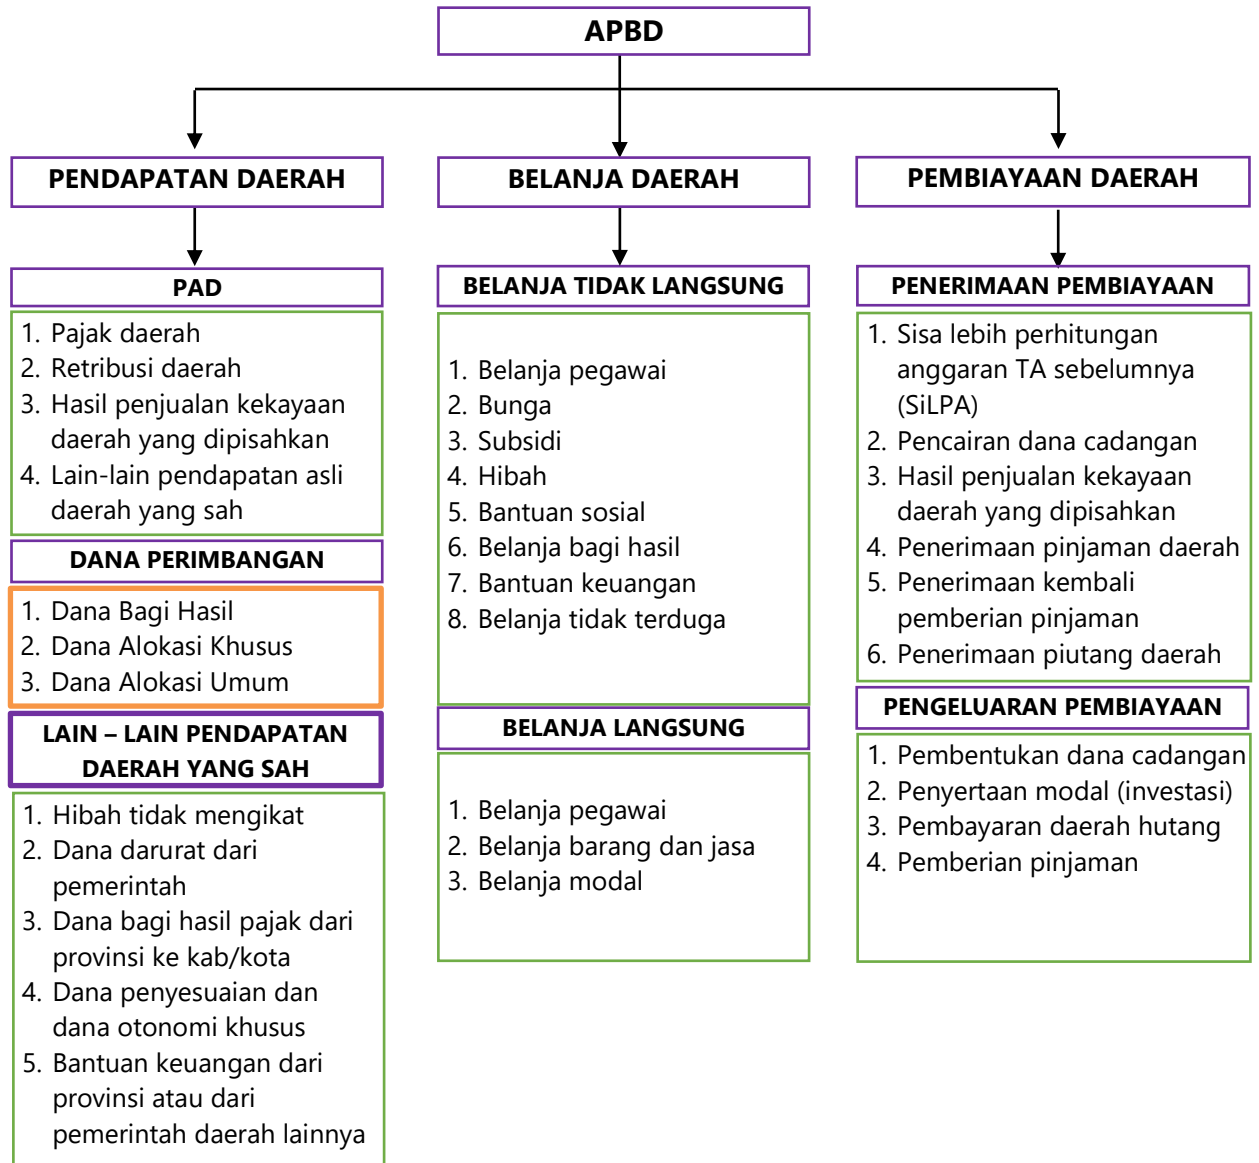 APBD
PENDAPATAN DAERAH
PAD
1. Pajak daerah
2. Retribusi daerah
3. Hasil penjualan kekayaan
daerah yang dipisahkan
4. Lain-lain pendapatan asli
daerah yang sah
DANA PERIMBANGAN
1. Dana Bagi Hasil
2. Dana Alokasi Khusus
3. Dana Alokasi Umum
LAIN – LAIN PENDAPATAN
DAERAH YANG SAH
1. Hibah tidak mengikat
2. Dana darurat dari
pemerintah
3. Dana bagi hasil pajak dari
provinsi ke kab/kota
4. Dana penyesuaian dan
dana otonomi khusus
5. Bantuan keuangan dari
provinsi atau dari
pemerintah daerah lainnya
BELANJA DAERAH
BELANJA TIDAK LANGSUNG
1. Belanja pegawai
2. Bunga
3. Subsidi
4. Hibah
5. Bantuan sosial
6. Belanja bagi hasil
7. Bantuan keuangan
8. Belanja tidak terduga
BELANJA LANGSUNG
1. Belanja pegawai
2. Belanja barang dan jasa
3. Belanja modal
PEMBIAYAAN DAERAH
PENERIMAAN PEMBIAYAAN
1. Sisa lebih perhitungan
anggaran TA sebelumnya
(SiLPA)
2. Pencairan dana cadangan
3. Hasil penjualan kekayaan
daerah yang dipisahkan
4. Penerimaan pinjaman daerah
5. Penerimaan kembali
pemberian pinjaman
6. Penerimaan piutang daerah
PENGELUARAN PEMBIAYAAN
1. Pembentukan dana cadangan
2. Penyertaan modal (investasi)
3. Pembayaran daerah hutang
4. Pemberian pinjaman